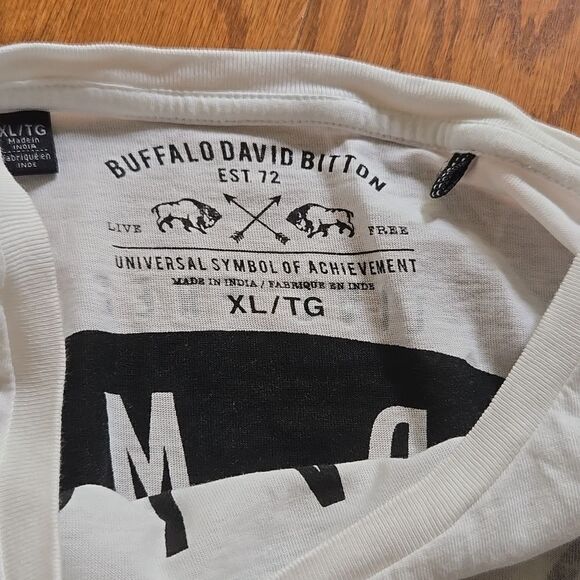 XL/TG
Made in
INDIA
Fabriqué en
INDE
BUFFALO DAVID BITTON
EST 72
LIVE FREE
UNIVERSAL SYMBOL OF ACHIEVEMENT
MADE IN INDIA / FABRIQUE EN INDE
XL/TG
M